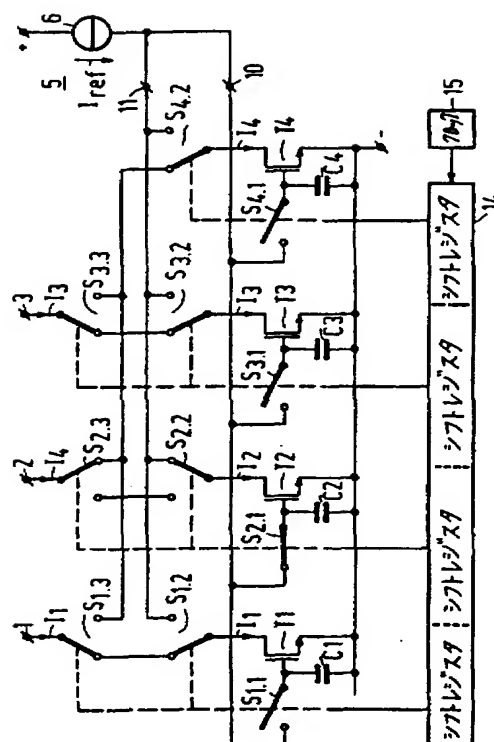 +
6
5
Iref
11
10
1
2
3
I1
I4
I3
S1.3
S2.3
S3.3
S1.2
S2.2
S3.2
S4.2
I1
I2
I3
I4
S1.1
S2.1
S3.1
S4.1
T1
T2
T3
T4
C1
C2
C3
C4
-
シフトレジスタ
シフトレジスタ
シフトレジスタ
シフトレジスタ
クロック
15
14